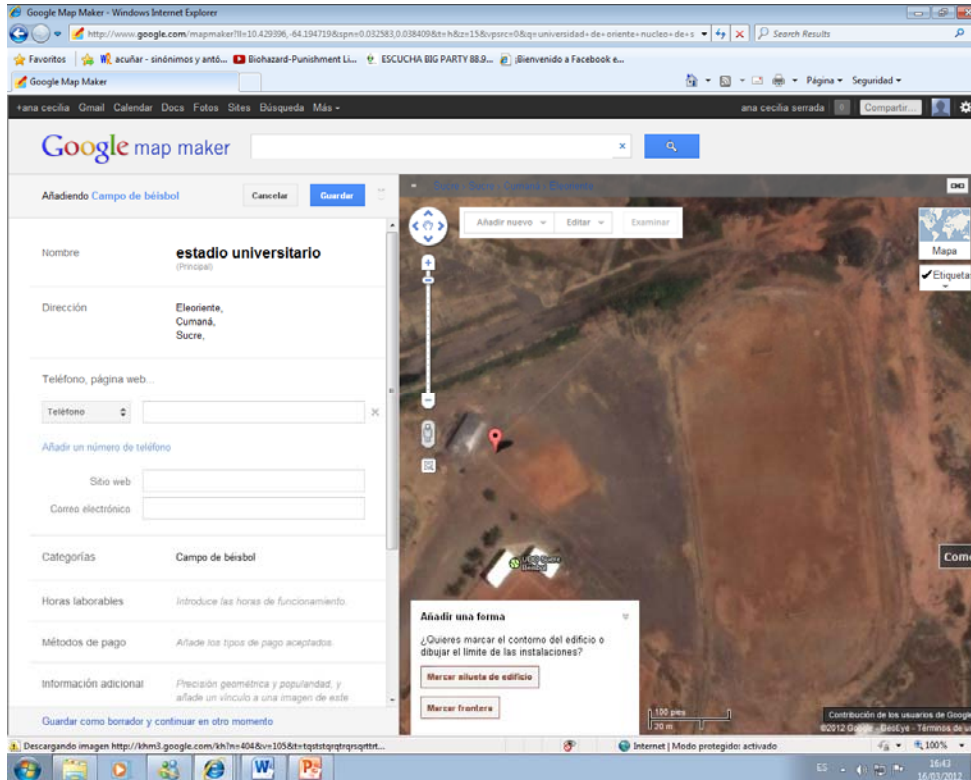 Google Map Maker - Windows Internet Explorer
http://www.google.com/mapmaker?ll=10.429396,-64.194719&spn=0.032583,0.038409&t=h&z=15&vpsrc=0&q=universidad+de+oriente+nucleo+de+s
Search Results
Favoritos
acuñar - sinónimos y antó...
Biohazard-Punishment Li...
ESCUCHA BIG PARTY 88.9...
¡Bienvenido a Facebook e...
Google Map Maker
Página
Seguridad
+ana cecilia Gmail Calendar Docs Fotos Sites Búsqueda Más
ana cecilia serrada 0 Compartir...
Google map maker
Añadiendo Campo de béisbol
Cancelar
Guardar
Sucre - Sucre - Cumaná - Eleoriente
Añadir nuevo
Editar
Examinar
Mapa
Etiqueta
Nombre
estadio universitario
(Principal)
Dirección
Eleoriente,
Cumaná,
Sucre,
Teléfono, página web...
Teléfono
Añadir un número de teléfono
Sitio web
Correo electrónico
Categorías
Campo de béisbol
Horas laborables
Introduce las horas de funcionamiento.
Métodos de pago
Añade los tipos de pago aceptados.
Información adicional
Precisión geométrica y popularidad, y
añade un vínculo a una imagen de este
Guardar como borrador y continuar en otro momento
Beisbol
Come
Añadir una forma
¿Quieres marcar el contorno del edificio o
dibujar el límite de las instalaciones?
Marcar silueta de edificio
Marcar frontera
100 pies
20 m
Contribución de los usuarios de Google
©2012 Google - GeoEye - Términos de u
Descargando imagen http://khm3.google.com/kh?n=404&v=105&t=tqststqrqtrqrsqrttrt...
Internet | Modo protegido: activado
100%
ES
16:43
16/03/2012